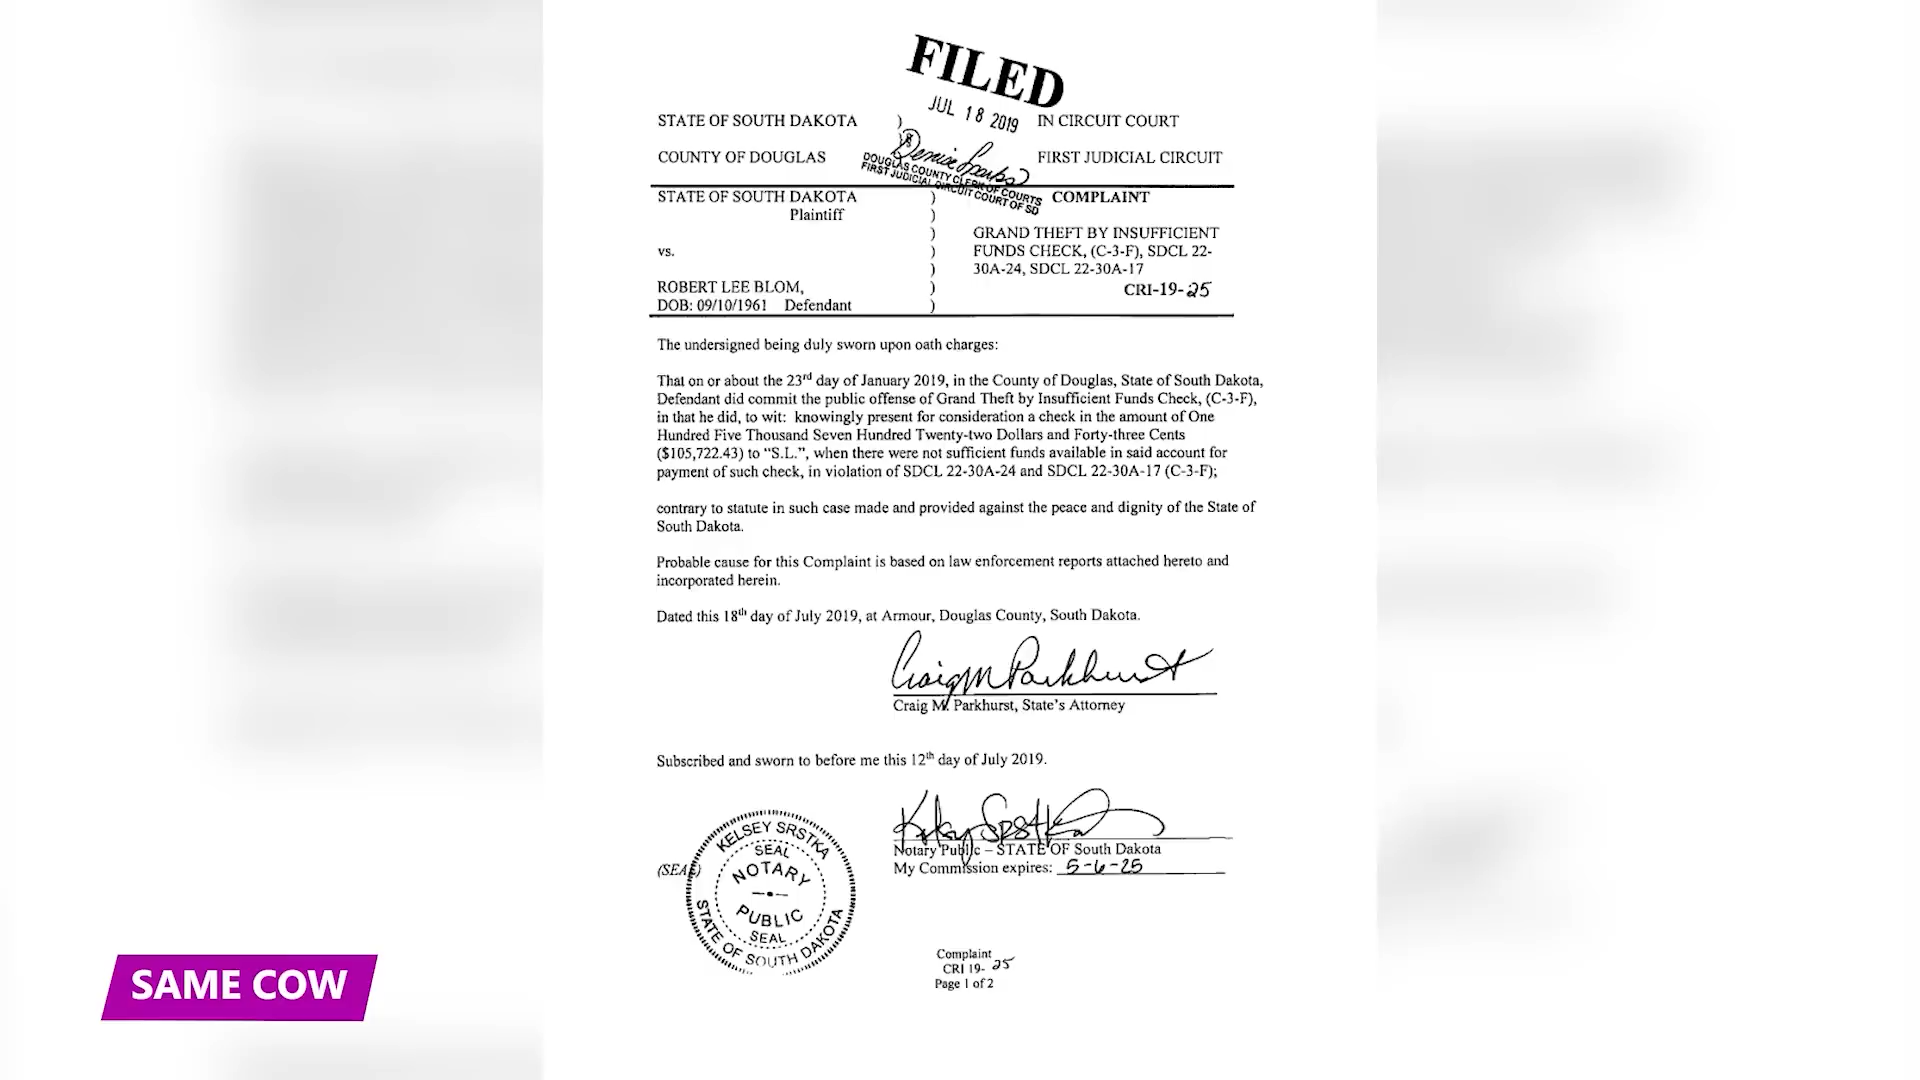 FILED
JUL 18 2019
STATE OF SOUTH DAKOTA ) IN CIRCUIT COURT
Denise Sparks
COUNTY OF DOUGLAS FIRST JUDICIAL CIRCUIT
DOUGLAS COUNTY CLERK OF COURTS
FIRST JUDICIAL CIRCUIT COURT OF SD
STATE OF SOUTH DAKOTA ) COMPLAINT
Plaintiff )
) GRAND THEFT BY INSUFFICIENT
vs. ) FUNDS CHECK, (C-3-F), SDCL 22-
) 30A-24, SDCL 22-30A-17
ROBERT LEE BLOM, ) CRI-19-25
DOB: 09/10/1961 Defendant )
The undersigned being duly sworn upon oath charges:
That on or about the 23rd day of January 2019, in the County of Douglas, State of South Dakota,
Defendant did commit the public offense of Grand Theft by Insufficient Funds Check, (C-3-F),
in that he did, to wit: knowingly present for consideration a check in the amount of One
Hundred Five Thousand Seven Hundred Twenty-two Dollars and Forty-three Cents
($105,722.43) to “S.L.”, when there were not sufficient funds available in said account for
payment of such check, in violation of SDCL 22-30A-24 and SDCL 22-30A-17 (C-3-F);
contrary to statute in such case made and provided against the peace and dignity of the State of
South Dakota.
Probable cause for this Complaint is based on law enforcement reports attached hereto and
incorporated herein.
Dated this 18th day of July 2019, at Armour, Douglas County, South Dakota.
Craig M Parkhurst
Craig M. Parkhurst, State’s Attorney
Subscribed and sworn to before me this 12th day of July 2019.
Kelsey Srstka
Notary Public – STATE OF South Dakota
My Commission expires: 5-6-25
(SEAL)
KELSEY SRSTKA
SEAL
NOTARY
PUBLIC
SEAL
STATE OF SOUTH DAKOTA
Complaint
CRI 19-25
Page 1 of 2
SAME COW